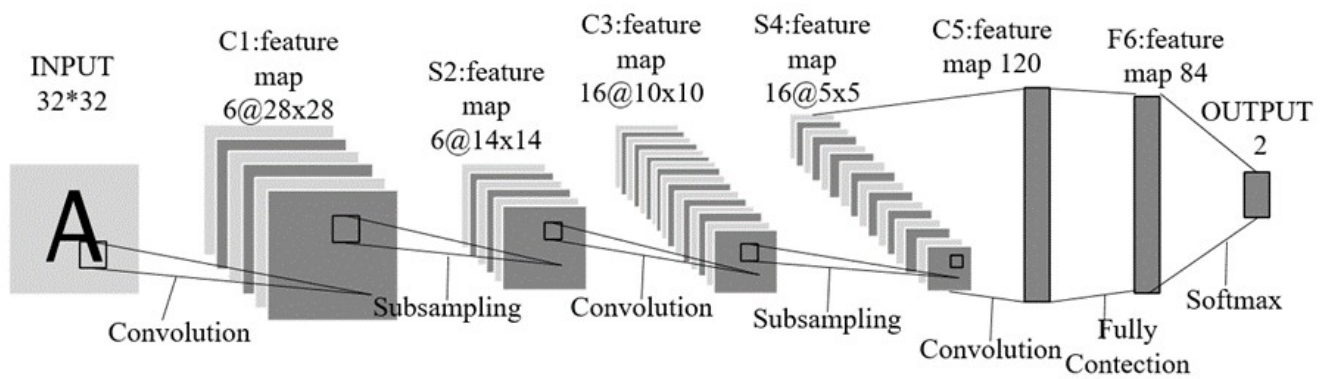 INPUT
32*32
C1:feature
map
6@28x28
S2:feature
map
6@14x14
C3:feature
map
16@10x10
S4:feature
map
16@5x5
C5:feature
map 120
F6:feature
map 84
OUTPUT
2
A
Convolution
Subsampling
Convolution
Subsampling
Convolution
Fully
Contection
Softmax